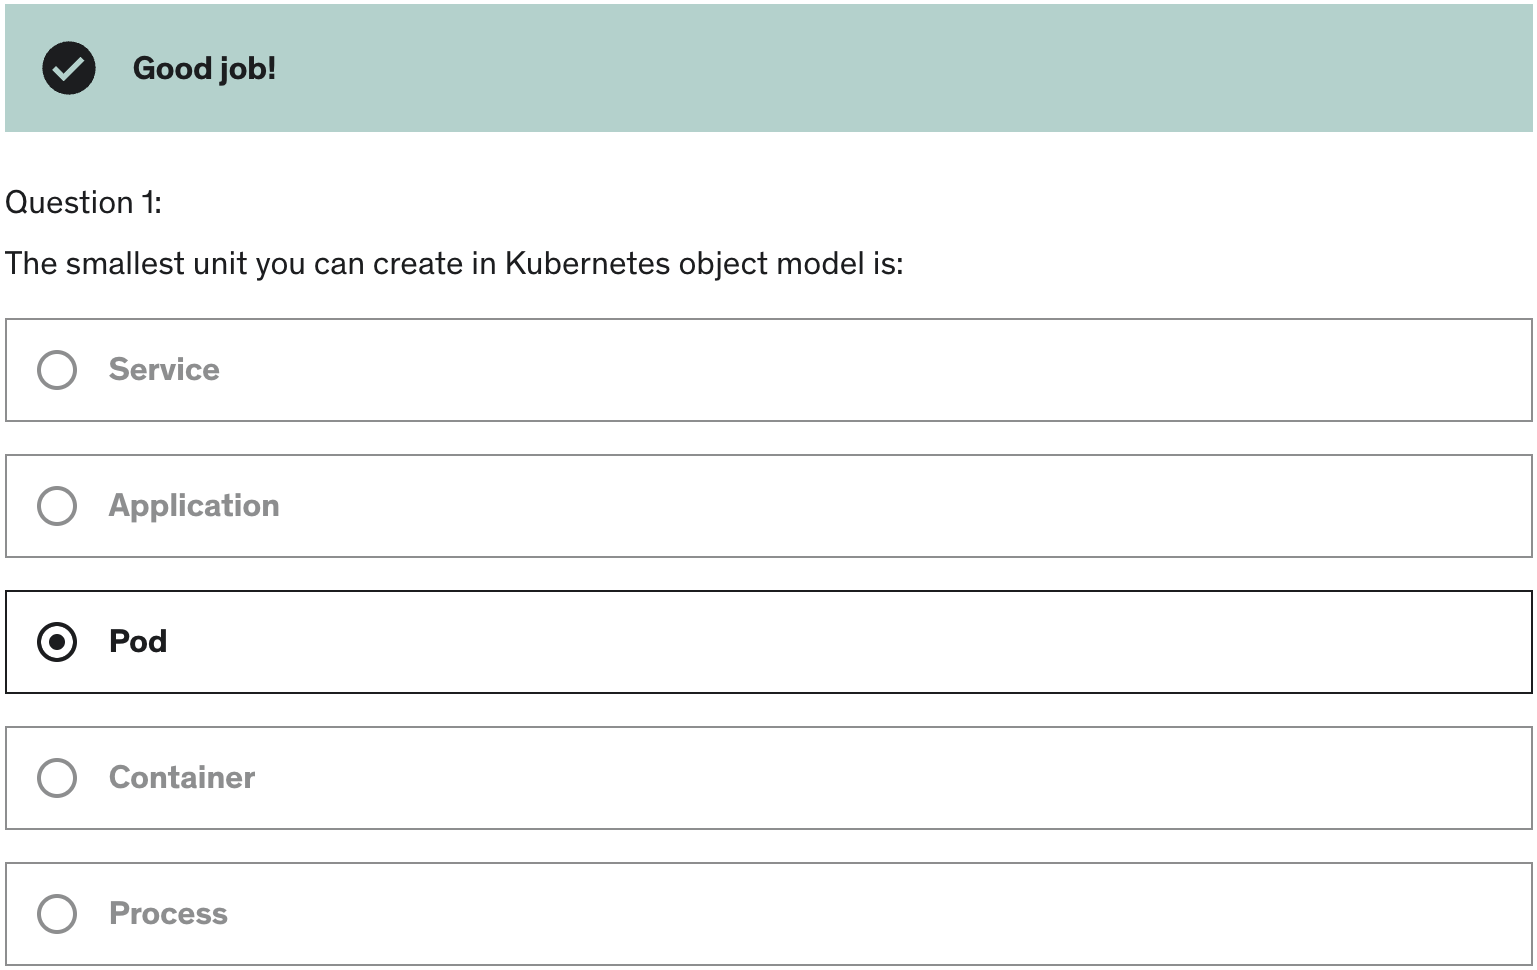 Good job!
Question 1:
The smallest unit you can create in Kubernetes object model is:
Service
Application
Pod
Container
Process